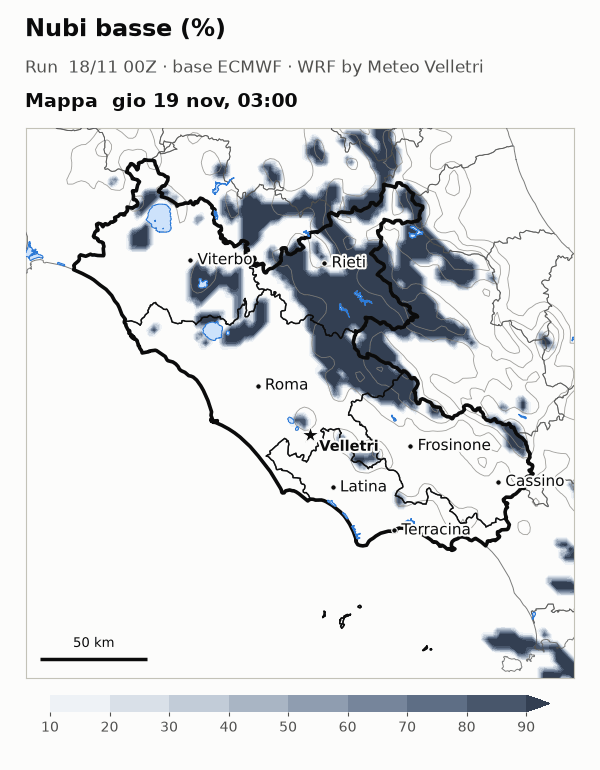 Nubi basse (%)
Run  18/11 00Z · base ECMWF · WRF by Meteo Velletri
Mappa  gio 19 nov, 03:00
Viterbo
Rieti
Roma
Velletri
Frosinone
Latina
Cassino
Terracina
50 km
10 20 30 40 50 60 70 80 90